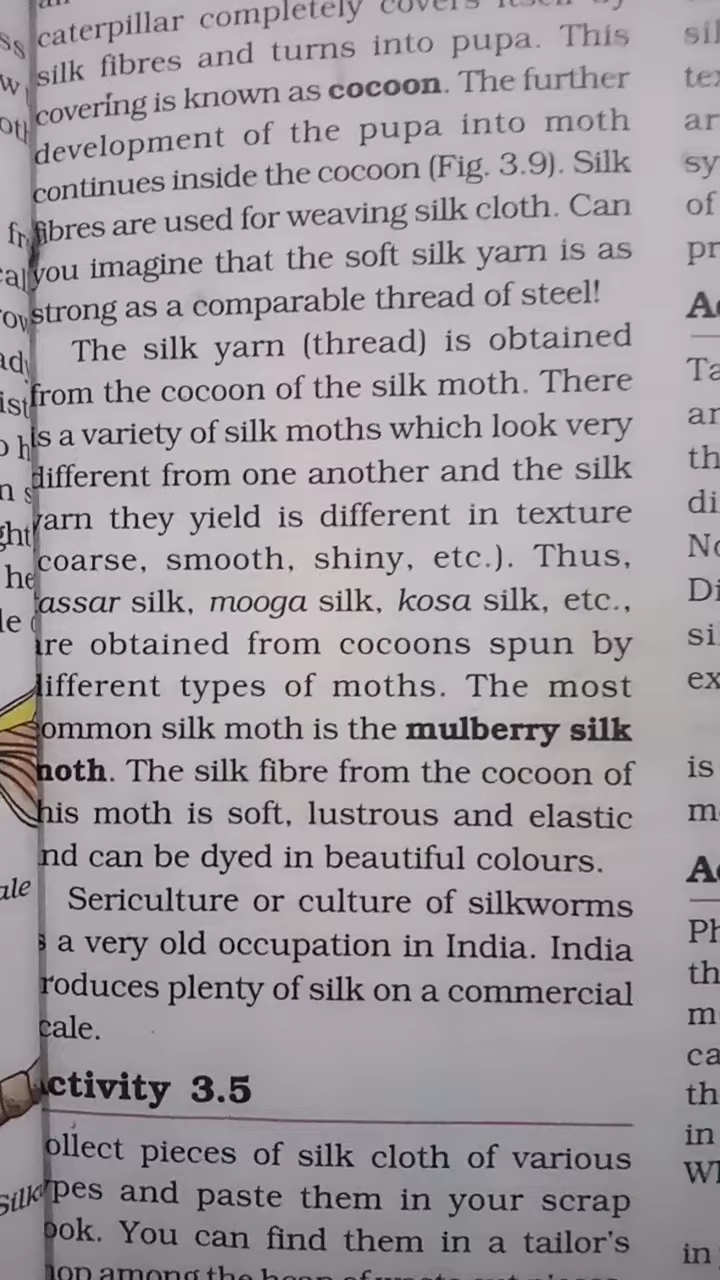 caterpillar completely covers itself by
silk fibres and turns into pupa. This
covering is known as cocoon. The further
development of the pupa into moth
continues inside the cocoon (Fig. 3.9). Silk
fibres are used for weaving silk cloth. Can
you imagine that the soft silk yarn is as
strong as a comparable thread of steel!
The silk yarn (thread) is obtained
from the cocoon of the silk moth. There
is a variety of silk moths which look very
different from one another and the silk
yarn they yield is different in texture
coarse, smooth, shiny, etc.). Thus,
assar silk, mooga silk, kosa silk, etc.,
are obtained from cocoons spun by
different types of moths. The most
ommon silk moth is the mulberry silk
moth. The silk fibre from the cocoon of
his moth is soft, lustrous and elastic
nd can be dyed in beautiful colours.
Sericulture or culture of silkworms
s a very old occupation in India. India
roduces plenty of silk on a commercial
cale.
ctivity 3.5
ollect pieces of silk cloth of various
ypes and paste them in your scrap
ook. You can find them in a tailor's